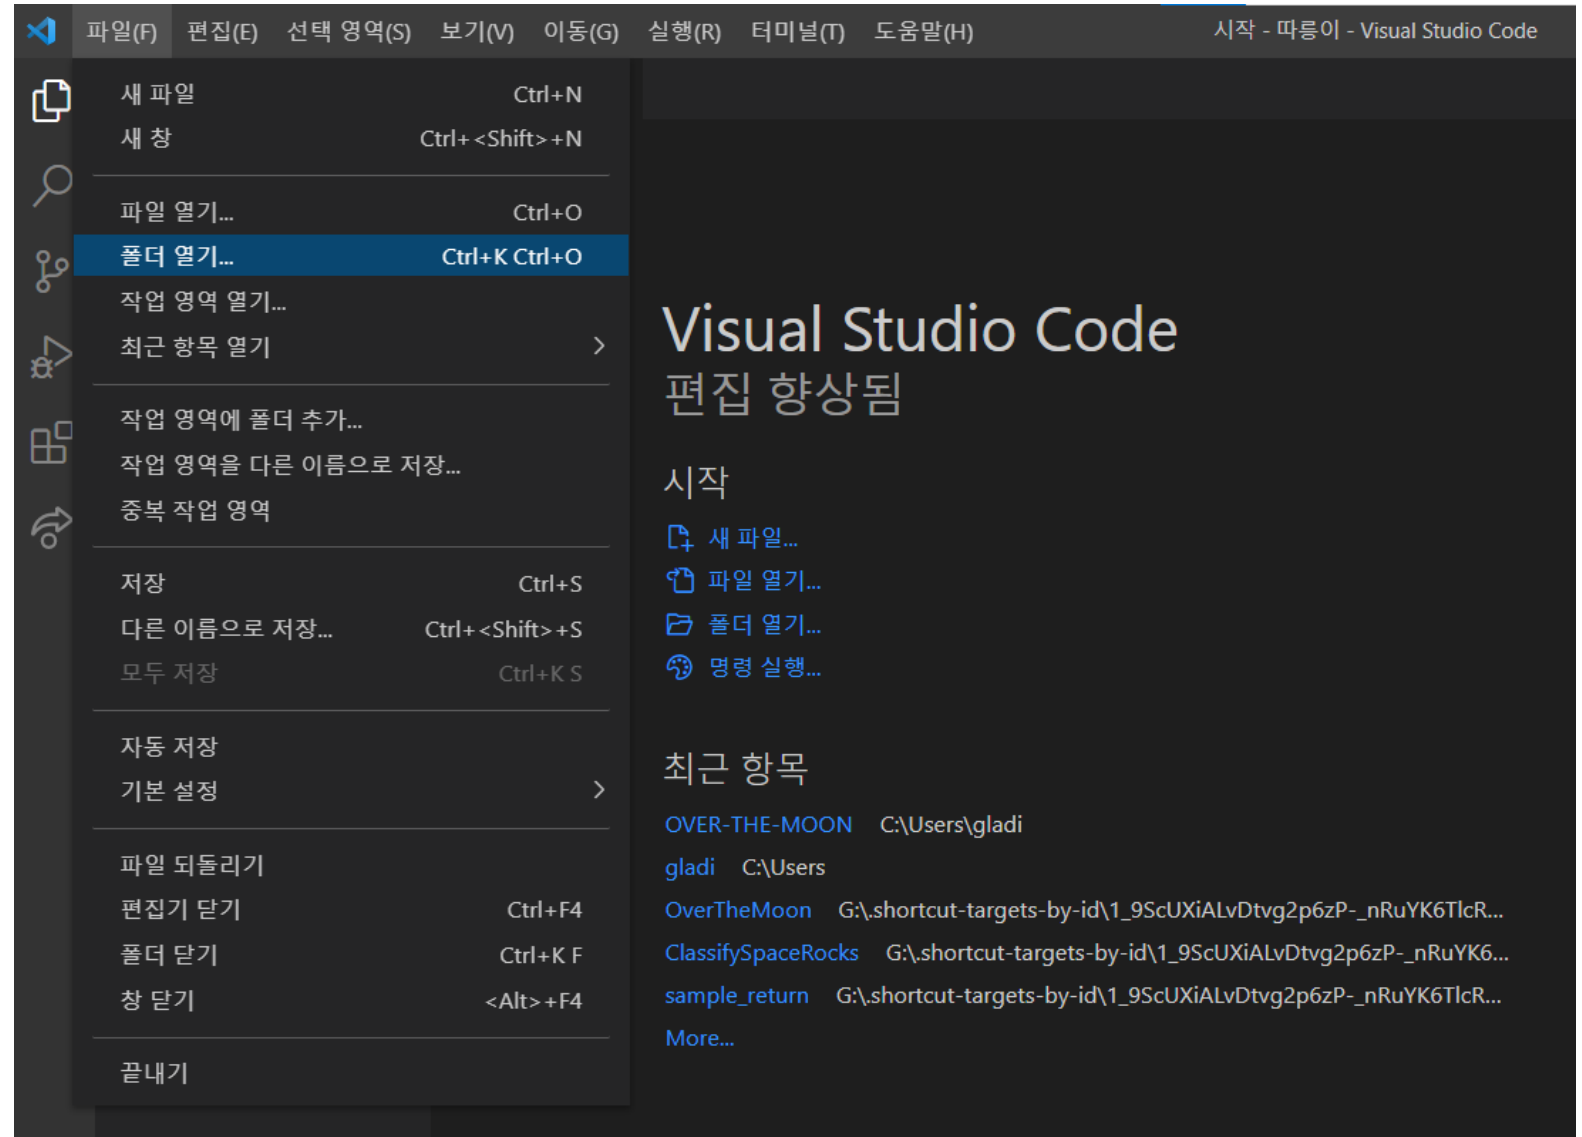 파일(F) 편집(E) 선택 영역(S) 보기(V) 이동(G) 실행(R) 터미널(T) 도움말(H) 시작 - 따릉이 - Visual Studio Code
새 파일 Ctrl+N
새 창 Ctrl+<Shift>+N
파일 열기... Ctrl+O
폴더 열기... Ctrl+K Ctrl+O
작업 영역 열기...
최근 항목 열기
작업 영역에 폴더 추가...
작업 영역을 다른 이름으로 저장...
중복 작업 영역
저장 Ctrl+S
다른 이름으로 저장... Ctrl+<Shift>+S
모두 저장 Ctrl+K S
자동 저장
기본 설정
파일 되돌리기
편집기 닫기 Ctrl+F4
폴더 닫기 Ctrl+K F
창 닫기 <Alt>+F4
끝내기
Visual Studio Code
편집 향상됨
시작
새 파일...
파일 열기...
폴더 열기...
명령 실행...
최근 항목
OVER-THE-MOON C:\Users\gladi
gladi C:\Users
OverTheMoon G:\.shortcut-targets-by-id\1_9ScUXiALvDtvg2p6zP-_nRuYK6TlcR...
ClassifySpaceRocks G:\.shortcut-targets-by-id\1_9ScUXiALvDtvg2p6zP-_nRuYK6...
sample_return G:\.shortcut-targets-by-id\1_9ScUXiALvDtvg2p6zP-_nRuYK6TlcR...
More...